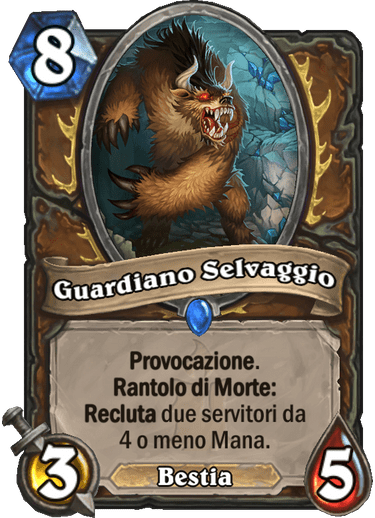 8
Guardiano Selvaggio
Provocazione.
Rantolo di Morte:
Recluta due servitori da
4 o meno Mana.
3
Bestia
5